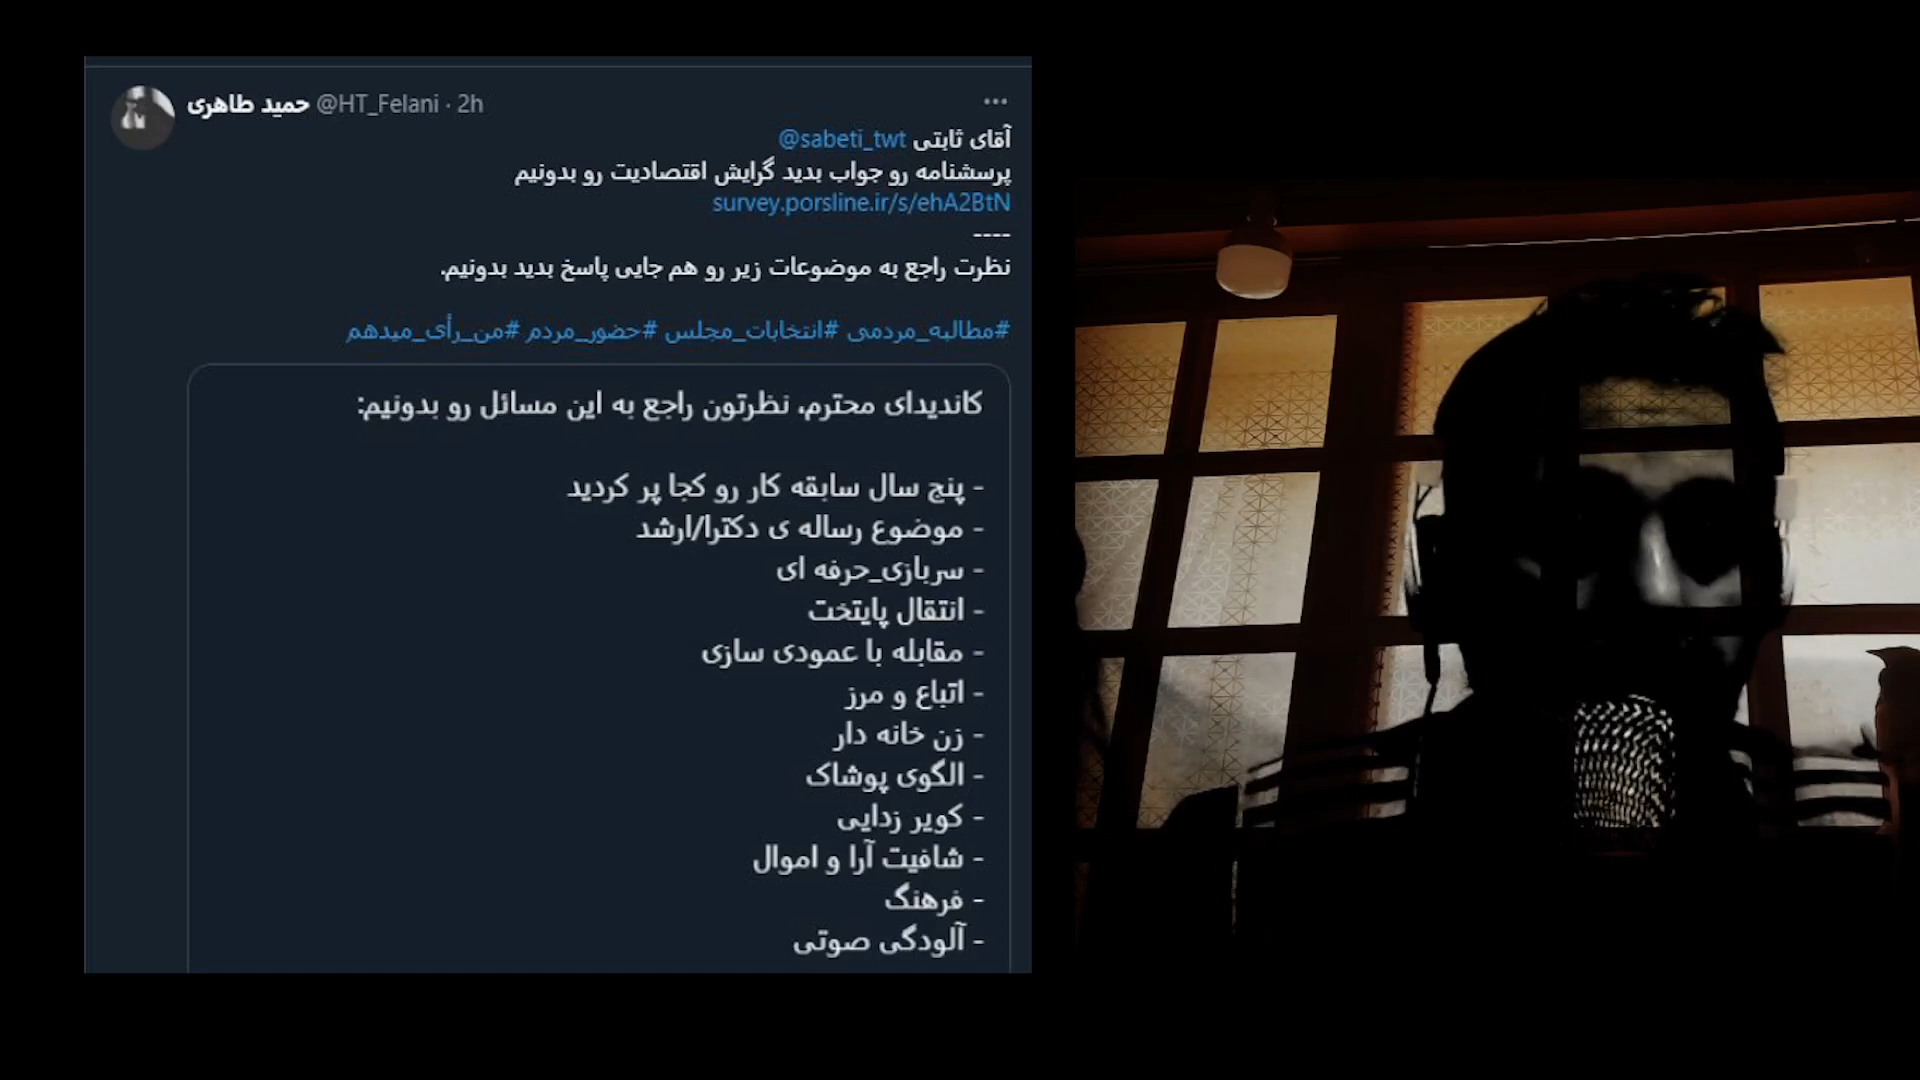 حمید طاهری @HT_Felani · 2h
آقای ثابتی @sabeti_twt
پرسشنامه رو جواب بدید گرایش اقتصادیت رو بدونیم
survey.porsline.ir/s/ehA2BtN
----
نظرت راجع به موضوعات زیر رو هم جایی پاسخ بدید بدونیم.
#مطالبه_مردمی #انتخابات_مجلس #حضور_مردم #من_رأی_میدهم
کاندیدای محترم، نظرتون راجع به این مسائل رو بدونیم:
- پنج سال سابقه کار رو کجا پر کردید
- موضوع رساله ی دکترا/ارشد
- سربازی_حرفه ای
- انتقال پایتخت
- مقابله با عمودی سازی
- اتباع و مرز
- زن خانه دار
- الگوی پوشاک
- کویر زدایی
- شافیت آرا و اموال
- فرهنگ
- آلودگی صوتی